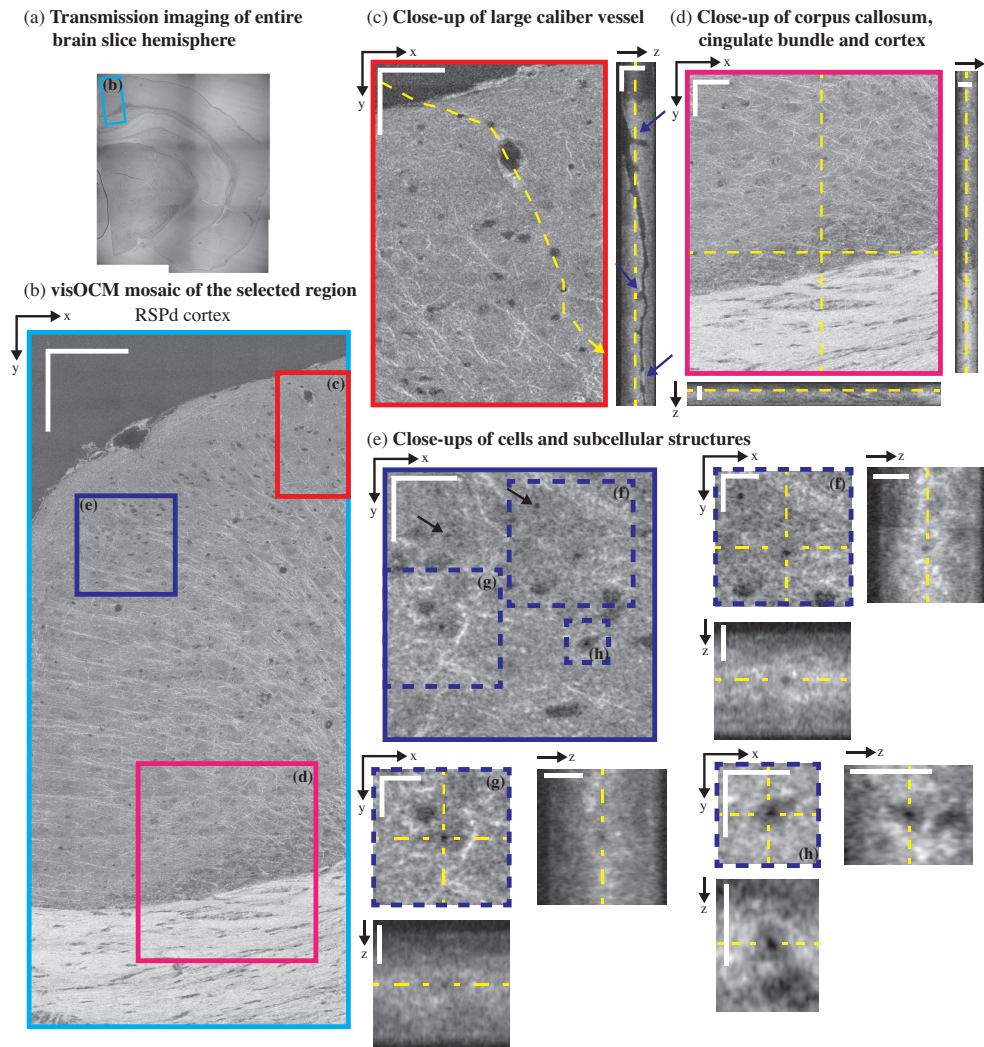 (a) Transmission imaging of entire
brain slice hemisphere
(b)
(b) visOCM mosaic of the selected region
x
RSPd cortex
y
(c)
(e)
(d)
(c) Close-up of large caliber vessel
x
z
y
(d) Close-up of corpus callosum,
cingulate bundle and cortex
x
y
z
(e) Close-ups of cells and subcellular structures
x
y
(f)
(g)
(h)
x
z
y
(f)
z
x
z
y
(g)
z
x
z
y
(h)
z